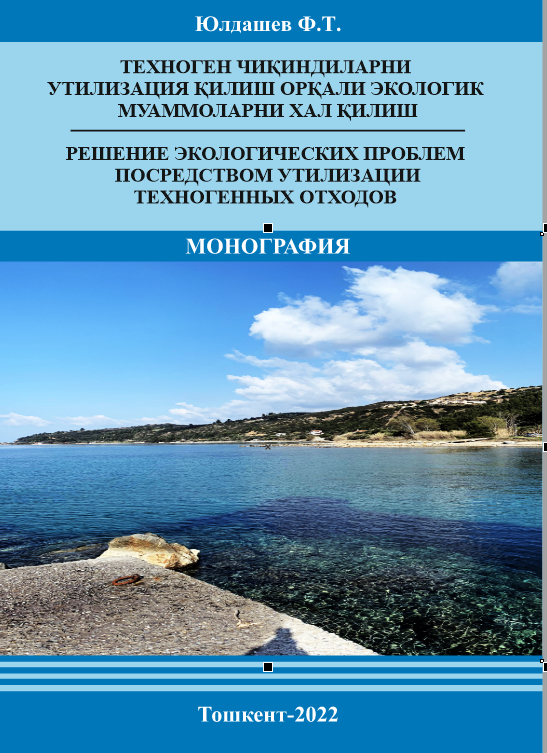 Юлдашев Ф.Т.
ТЕХНОГЕН ЧИҚИНДИЛАРНИ
УТИЛИЗАЦИЯ ҚИЛИШ ОРҚАЛИ ЭКОЛОГИК
МУАММОЛАРНИ ХАЛ ҚИЛИШ
РЕШЕНИЕ ЭКОЛОГИЧЕСКИХ ПРОБЛЕМ
ПОСРЕДСТВОМ УТИЛИЗАЦИИ
ТЕХНОГЕННЫХ ОТХОДОВ
МОНОГРАФИЯ
Тошкент-2022